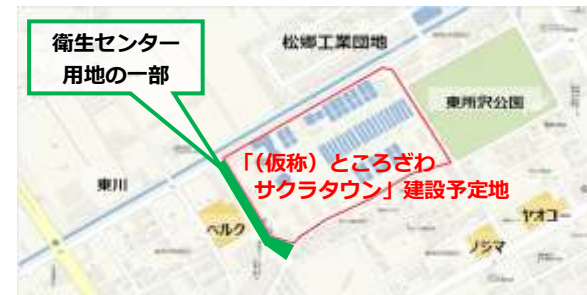 衛生センター
用地の一部
松郷工業団地
東所沢公園
「(仮称)ところざわ
サクラタウン」建設予定地
東川
ベルク
ヤオコー
ノジマ